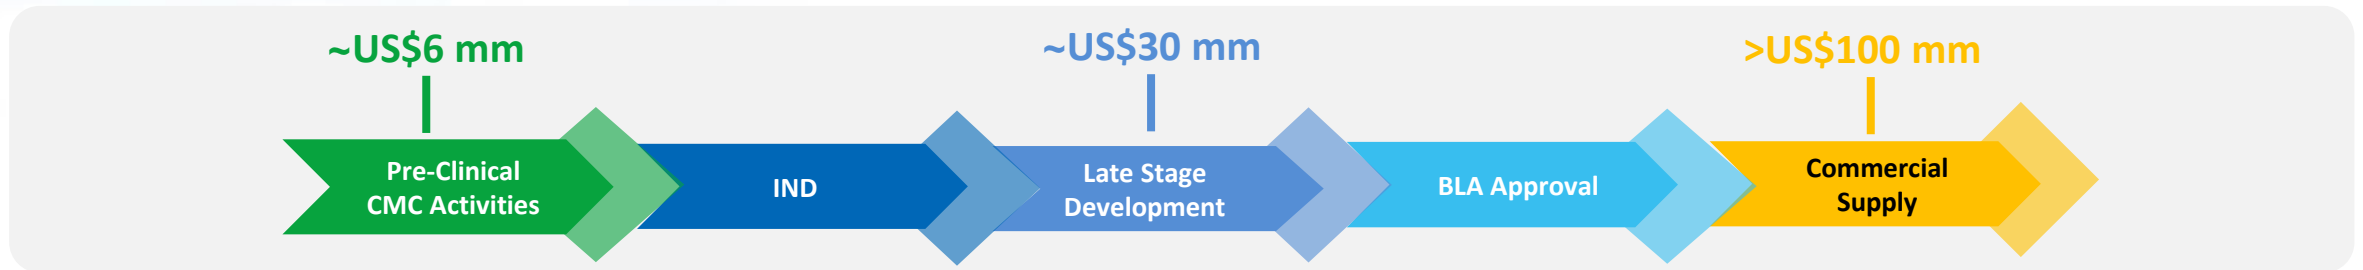 ~US$6 mm
~US$30 mm
>US$100 mm
Pre-Clinical
CMC Activities
IND
Late Stage
Development
BLA Approval
Commercial
Supply